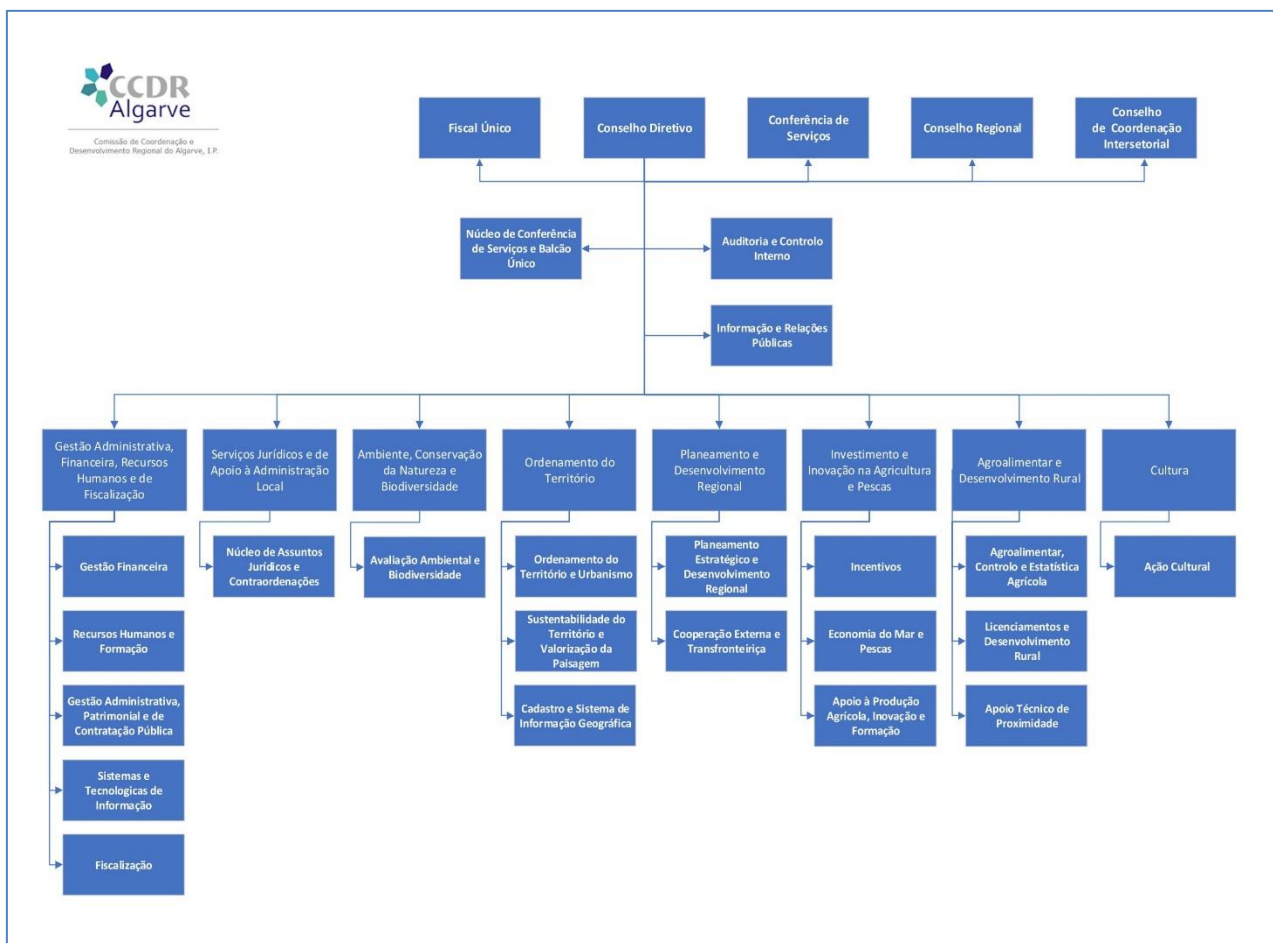 CCDR
Algarve
Comissão de Coordenação e
Desenvolvimento Regional do Algarve, I.P.
Fiscal Único
Conselho Diretivo
Conferência de
Serviços
Conselho Regional
Conselho
de Coordenação
Intersetorial
Núcleo de Conferência
de Serviços e Balcão
Único
Auditoria e Controlo
Interno
Informação e Relações
Públicas
Gestão Administrativa,
Financeira, Recursos
Humanos e de
Fiscalização
Serviços Jurídicos e de
Apoio à Administração
Local
Ambiente, Conservação
da Natureza e
Biodiversidade
Ordenamento do
Território
Planeamento e
Desenvolvimento
Regional
Investimento e
Inovação na Agricultura
e Pescas
Agroalimentar e
Desenvolvimento Rural
Cultura
Gestão Financeira
Núcleo de Assuntos
Jurídicos e
Contraordenações
Avaliação Ambiental e
Biodiversidade
Ordenamento do
Território e Urbanismo
Planeamento
Estratégico e
Desenvolvimento
Regional
Incentivos
Agroalimentar,
Controlo e Estatística
Agrícola
Ação Cultural
Recursos Humanos e
Formação
Sustentabilidade do
Território e
Valorização da
Paisagem
Cooperação Externa e
Transfronteiriça
Economia do Mar e
Pescas
Licenciamentos e
Desenvolvimento
Rural
Gestão Administrativa,
Patrimonial e de
Contratação Pública
Cadastro e Sistema de
Informação Geográfica
Apoio à Produção
Agrícola, Inovação e
Formação
Apoio Técnico de
Proximidade
Sistemas e
Tecnologicas de
Informação
Fiscalização